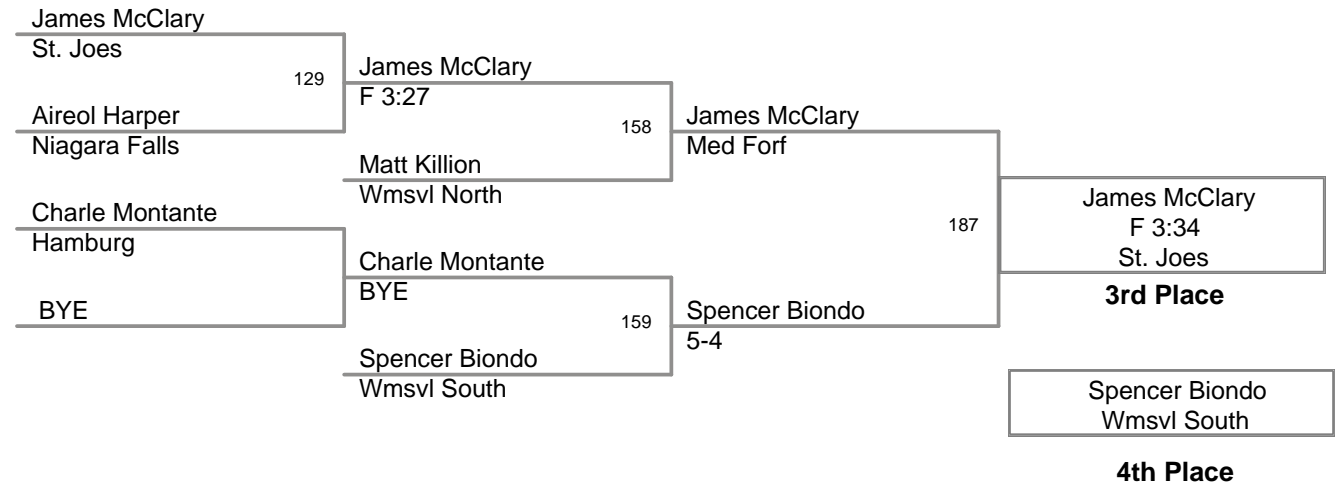 James McClary
St. Joes
129
Aireol Harper
Niagara Falls
Charle Montante
Hamburg
BYE
James McClary
F 3:27
158
Matt Killion
Wmsvl North
Charle Montante
BYE
159
Spencer Biondo
Wmsvl South
James McClary
Med Forf
187
Spencer Biondo
5-4
James McClary
F 3:34
St. Joes
3rd Place
Spencer Biondo
Wmsvl South
4th Place